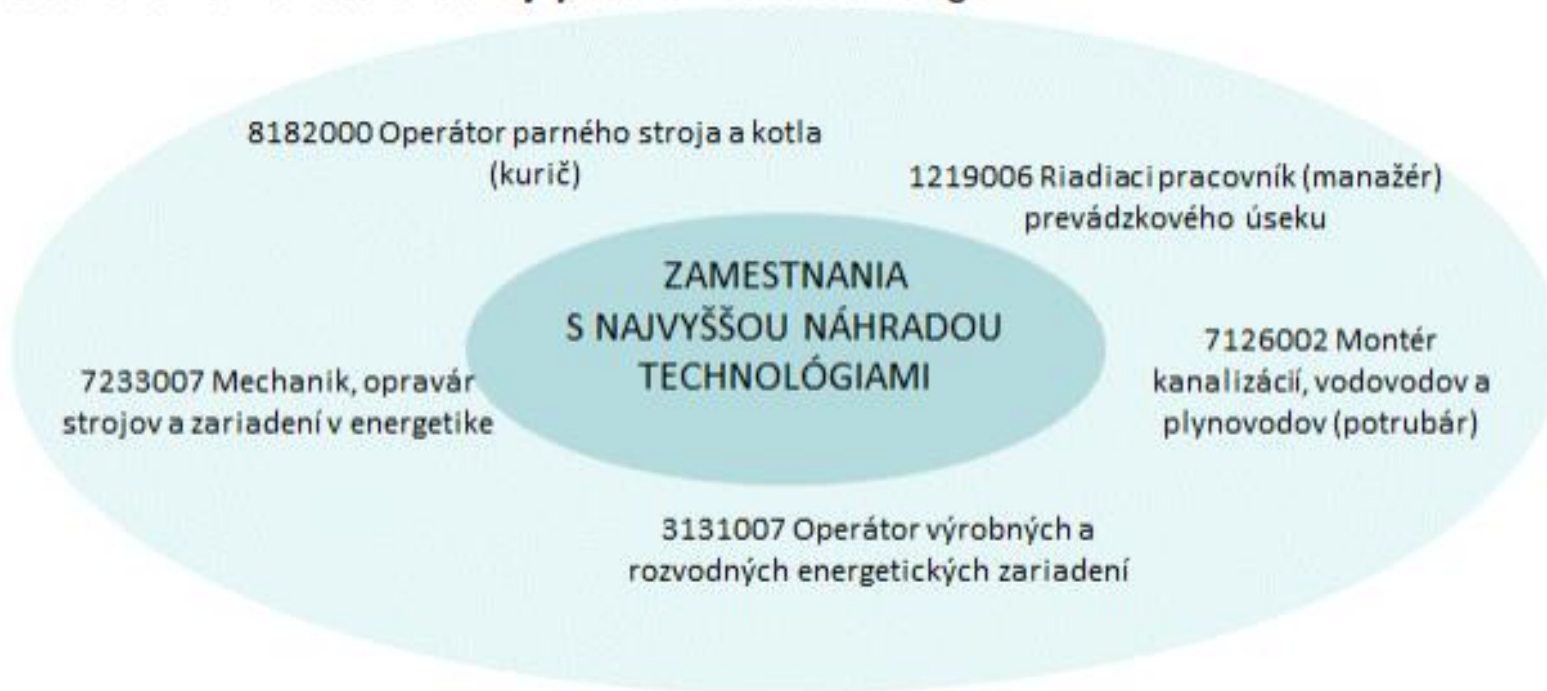 8182000 Operátor parného stroja a kotla
(kurič)
1219006 Riadiaci pracovník (manažér)
prevádzkového úseku
ZAMESTNANIA
S NAJVYŠŠOU NÁHRADOU
TECHNOLÓGIAMI
7233007 Mechanik, opravár
strojov a zariadení v energetike
7126002 Montér
kanalizácií, vodovodov a
plynovodov (potrubár)
3131007 Operátor výrobných a
rozvodných energetických zariadení